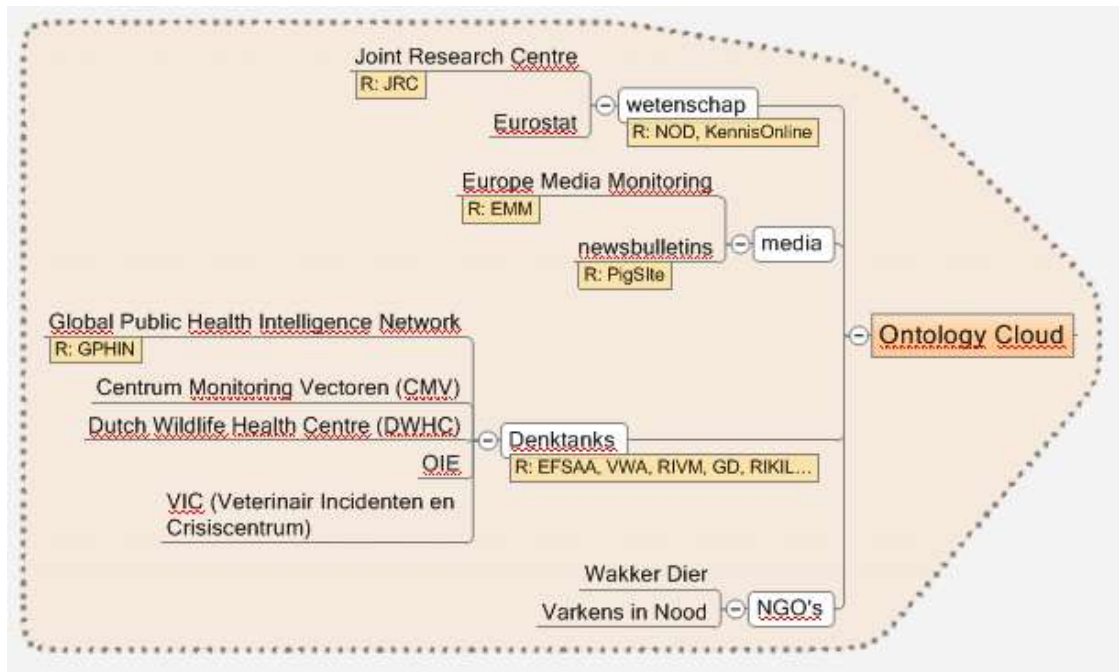 Joint Research Centre
R: JRC
Eurostat
wetenschap
R: NOD, KennisOnline
Europe Media Monitoring
R: EMM
newsbulletins
R: PigSIte
media
Global Public Health Intelligence Network
R: GPHIN
Centrum Monitoring Vectoren (CMV)
Dutch Wildlife Health Centre (DWHC)
OIE
VIC (Veterinair Incidenten en
Crisiscentrum)
Denktanks
R: EFSAA, VWA, RIVM, GD, RIKIL...
Wakker Dier
Varkens in Nood
NGO's
Ontology Cloud